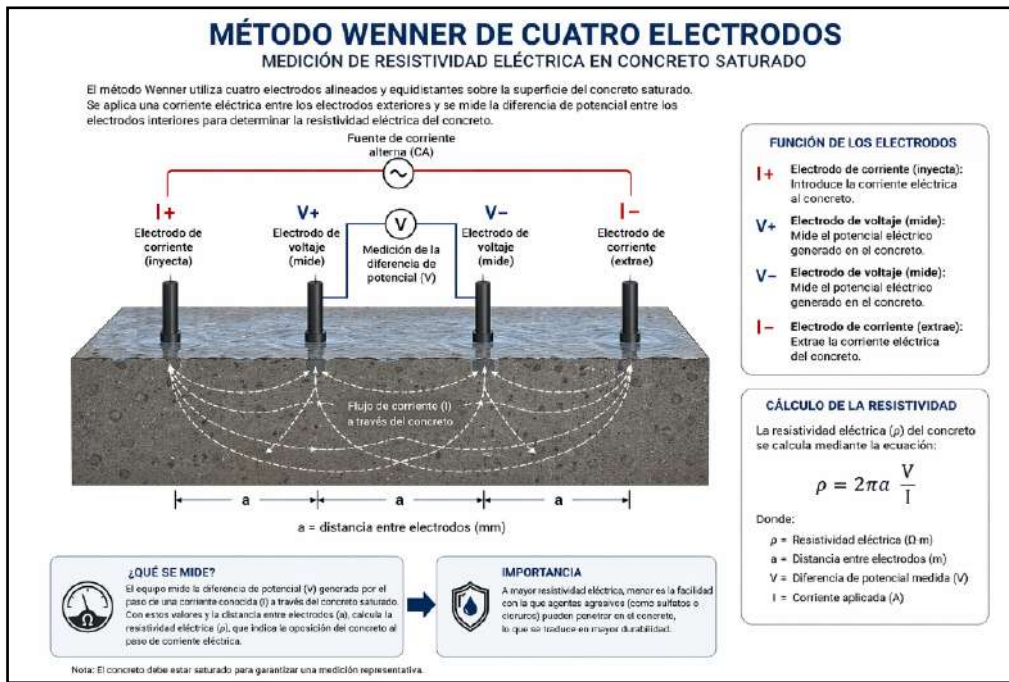 MÉTODO WENNER DE CUATRO ELECTRODOS
MEDICIÓN DE RESISTIVIDAD ELÉCTRICA EN CONCRETO SATURADO
El método Wenner utiliza cuatro electrodos alineados y equidistantes sobre la superficie del concreto saturado.
Se aplica una corriente eléctrica entre los electrodos exteriores y se mide la diferencia de potencial entre los
electrodos interiores para determinar la resistividad eléctrica del concreto.
Fuente de corriente
alterna (CA)
I+
Electrodo de
corriente
(inyecta)
V+
Electrodo de
voltaje
(mide)
V
Medición de la
diferencia de
potencial (V)
V–
Electrodo de
voltaje
(mide)
I–
Electrodo de
corriente
(extrae)
Flujo de corriente (I)
a través del concreto
a
a
a
a = distancia entre electrodos (mm)
FUNCIÓN DE LOS ELECTRODOS
I+ Electrodo de corriente (inyecta):
Introduce la corriente eléctrica
al concreto.
V+ Electrodo de voltaje (mide):
Mide el potencial eléctrico
generado en el concreto.
V– Electrodo de voltaje (mide):
Mide el potencial eléctrico
generado en el concreto.
I– Electrodo de corriente (extrae):
Extrae la corriente eléctrica
del concreto.
CÁLCULO DE LA RESISTIVIDAD
La resistividad eléctrica (ρ) del concreto
se calcula mediante la ecuación:
ρ = 2πa V/I
Donde:
ρ = Resistividad eléctrica (Ω·m)
a = Distancia entre electrodos (m)
V = Diferencia de potencial medida (V)
I = Corriente aplicada (A)
Ω
¿QUÉ SE MIDE?
El equipo mide la diferencia de potencial (V) generada por el
paso de una corriente conocida (I) a través del concreto saturado.
Con estos valores y la distancia entre electrodos (a), calcula la
resistividad eléctrica (ρ), que indica la oposición del concreto al
paso de corriente eléctrica.
IMPORTANCIA
A mayor resistividad eléctrica, menor es la facilidad
con la que agentes agresivos (como sulfatos o
cloruros) pueden penetrar en el concreto,
lo que se traduce en mayor durabilidad.
Nota: El concreto debe estar saturado para garantizar una medición representativa.